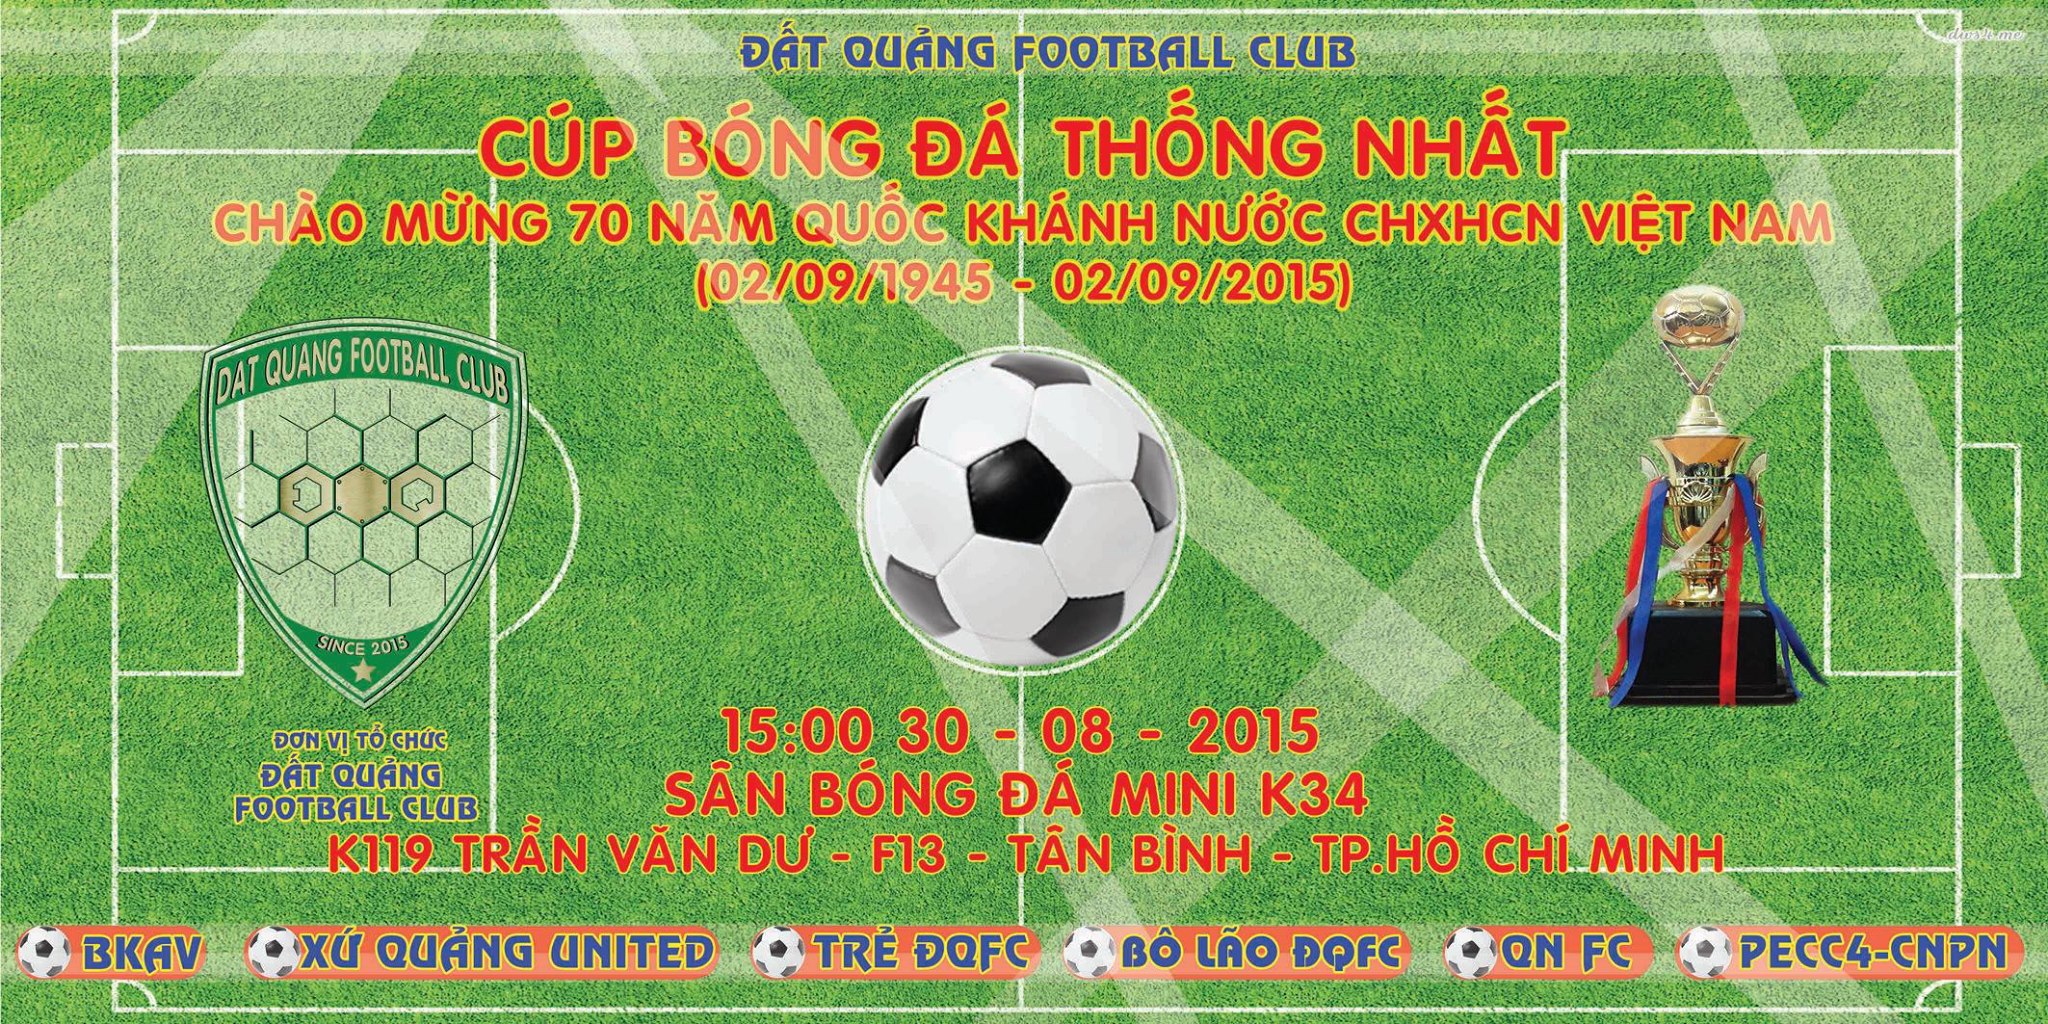 ĐẤT QUẢNG FOOTBALL CLUB
CÚP BÓNG ĐÁ THỐNG NHẤT
CHÀO MỪNG 70 NĂM QUỐC KHÁNH NƯỚC CHXHCN VIỆT NAM
(02/09/1945 - 02/09/2015)
DAT QUANG FOOTBALL CLUB
SINCE 2015
ĐƠN VỊ TỔ CHỨC
ĐẤT QUẢNG
FOOTBALL CLUB
15:00 30 - 08 - 2015
SÂN BÓNG ĐÁ MINI K34
K119 TRẦN VĂN DƯ - F13 - TÂN BÌNH - TP.HỒ CHÍ MINH
BKAV XỨ QUẢNG UNITED TRẺ ĐQFC BÔ LÃO ĐQFC QN FC PECC4-CNPN